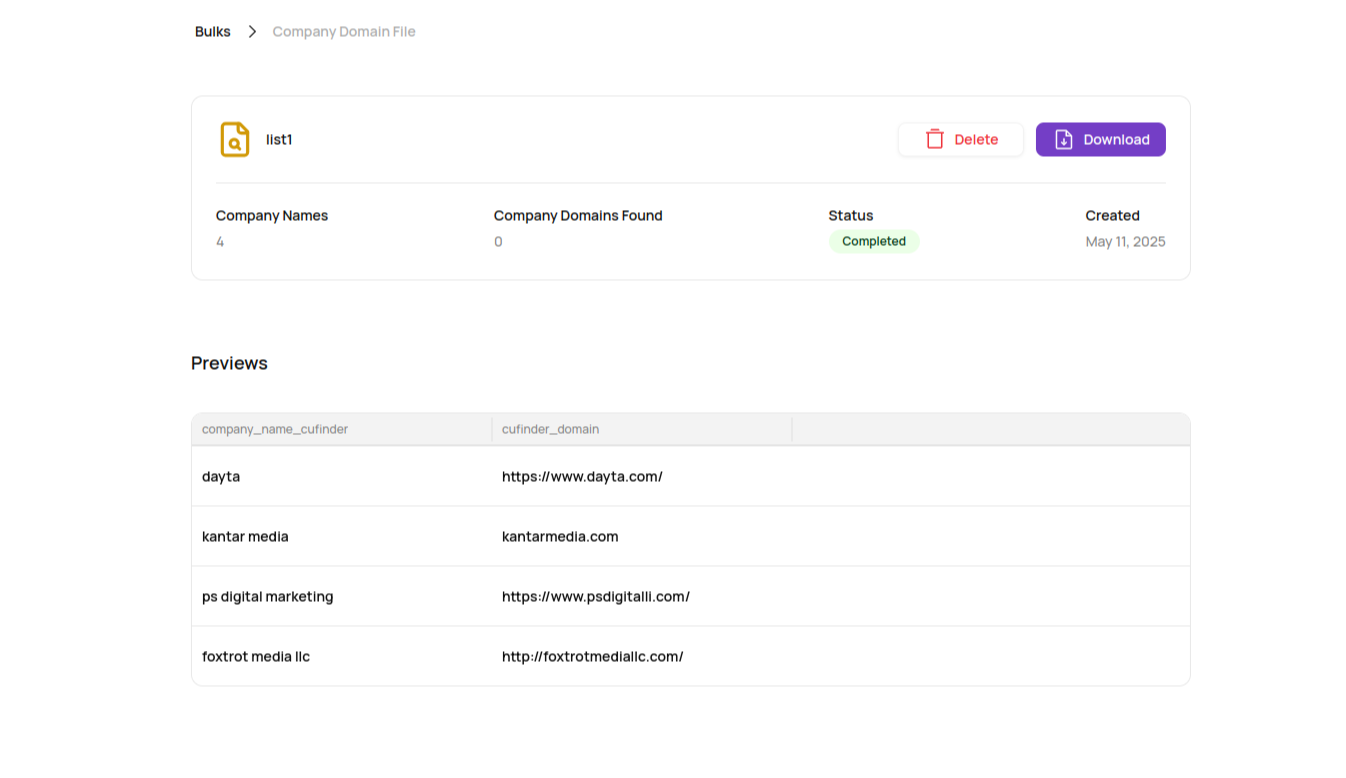 Bulks > Company Domain File
list1 Delete Download
Company Names Company Domains Found Status Created
4 0 Completed May 11, 2025
Previews
company_name_cufinder cufinder_domain
dayta https://www.dayta.com/
kantar media kantarmedia.com
ps digital marketing https://www.psdigitalli.com/
foxtrot media llc http://foxtrotmediallc.com/